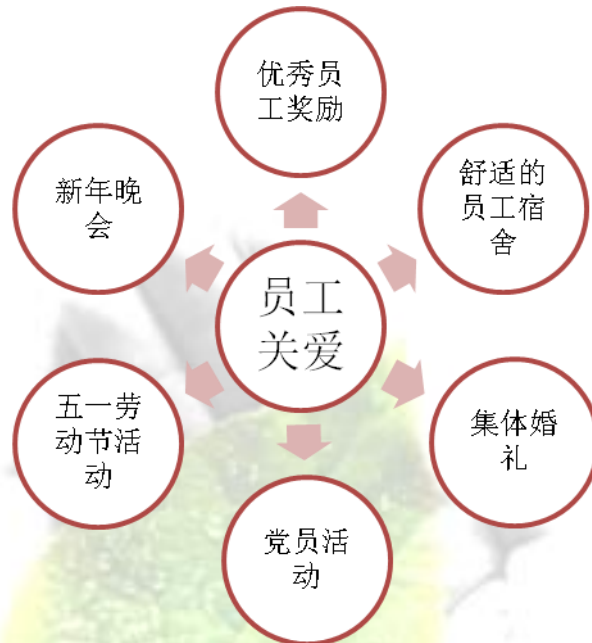 优秀员
工奖励
新年晚
会
舒适的
员工宿
舍
员工
关爱
五一劳
动节活
动
集体婚
礼
党员活
动